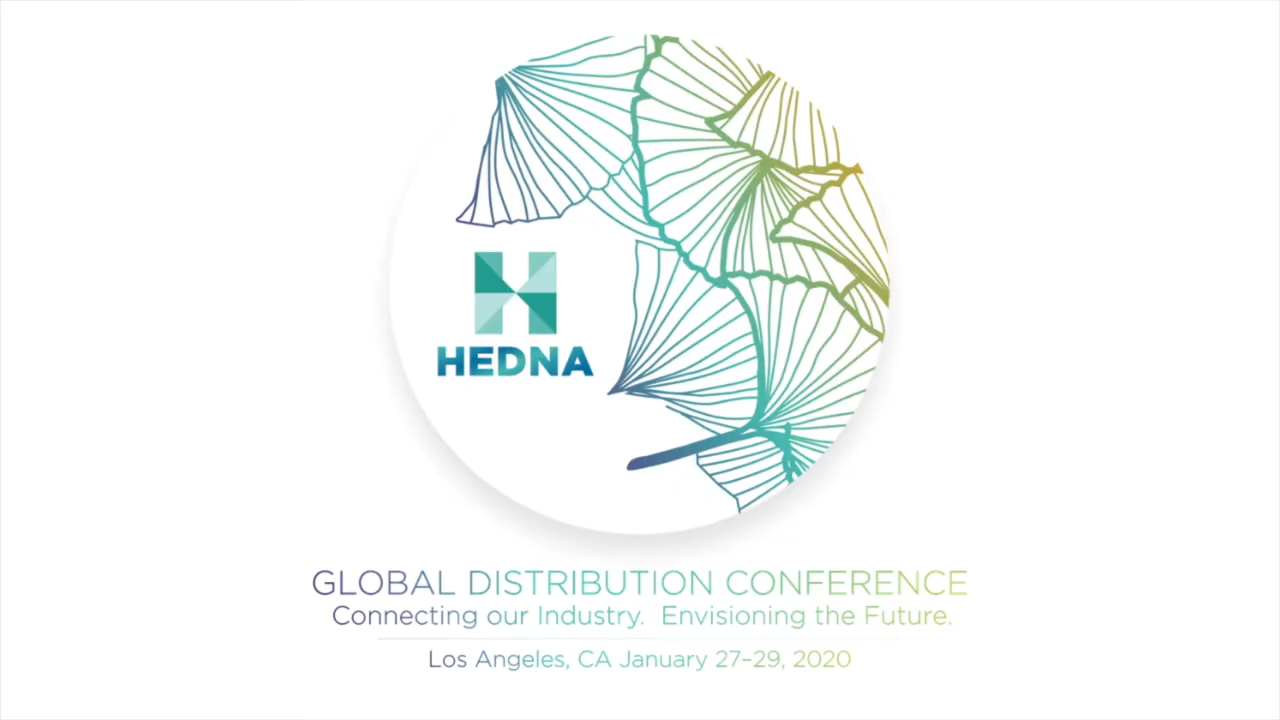 HEDNA
GLOBAL DISTRIBUTION CONFERENCE
Connecting our Industry. Envisioning the Future.
Los Angeles, CA January 27–29, 2020